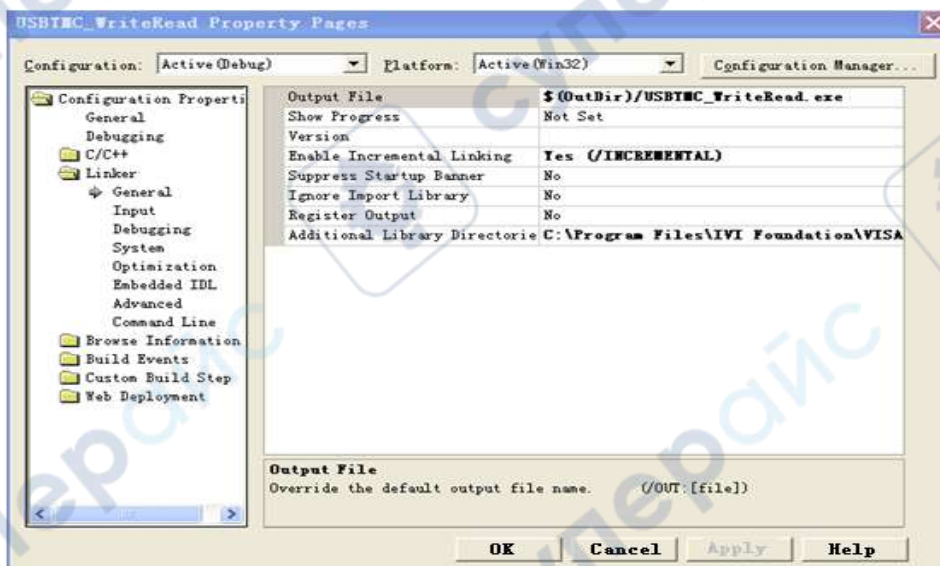 USBTMC_WriteRead Property Pages
Configuration: Active(Debug) Platform: Active(Win32) Configuration Manager...
Configuration Properti
General
Debugging
C/C++
Linker
General
Input
Debugging
System
Optimization
Embedded IDL
Advanced
Command Line
Browse Information
Build Events
Custom Build Step
Web Deployment
Output File $(OutDir)/USBTMC_WriteRead.exe
Show Progress Not Set
Version
Enable Incremental Linking Yes (/INCREMENTAL)
Suppress Startup Banner No
Ignore Import Library No
Register Output No
Additional Library Directorie C:\Program Files\IVI Foundation\VISA
Output File
Override the default output file name. (/OUT:[file])
OK Cancel Apply Help